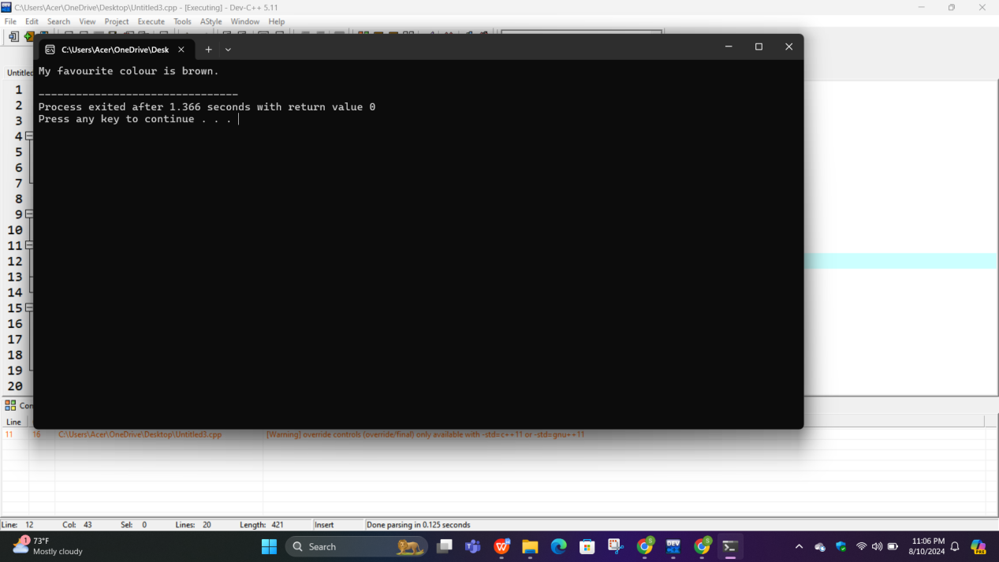 C:\Users\Acer\OneDrive\Desktop\Untitled3.cpp - [Executing] - Dev-C++ 5.11
File Edit Search View Project Execute Tools AStyle Window Help
C:\Users\Acer\OneDrive\Desk
My favourite colour is brown.
--------------------------------
Process exited after 1.366 seconds with return value 0
Press any key to continue . . .
1
2
3
4
5
6
7
8
9
10
11
12
13
14
15
16
17
18
19
20
Line
11 16 C:\Users\Acer\OneDrive\Desktop\Untitled3.cpp [Warning] override controls (override/final) only available with -std=c++11 or -std=gnu++11
Line: 12 Col: 43 Sel: 0 Lines: 20 Length: 421 Insert Done parsing in 0.125 seconds
1 73°F
Mostly cloudy
Search
DEV
11:06 PM
8/10/2024
PRE